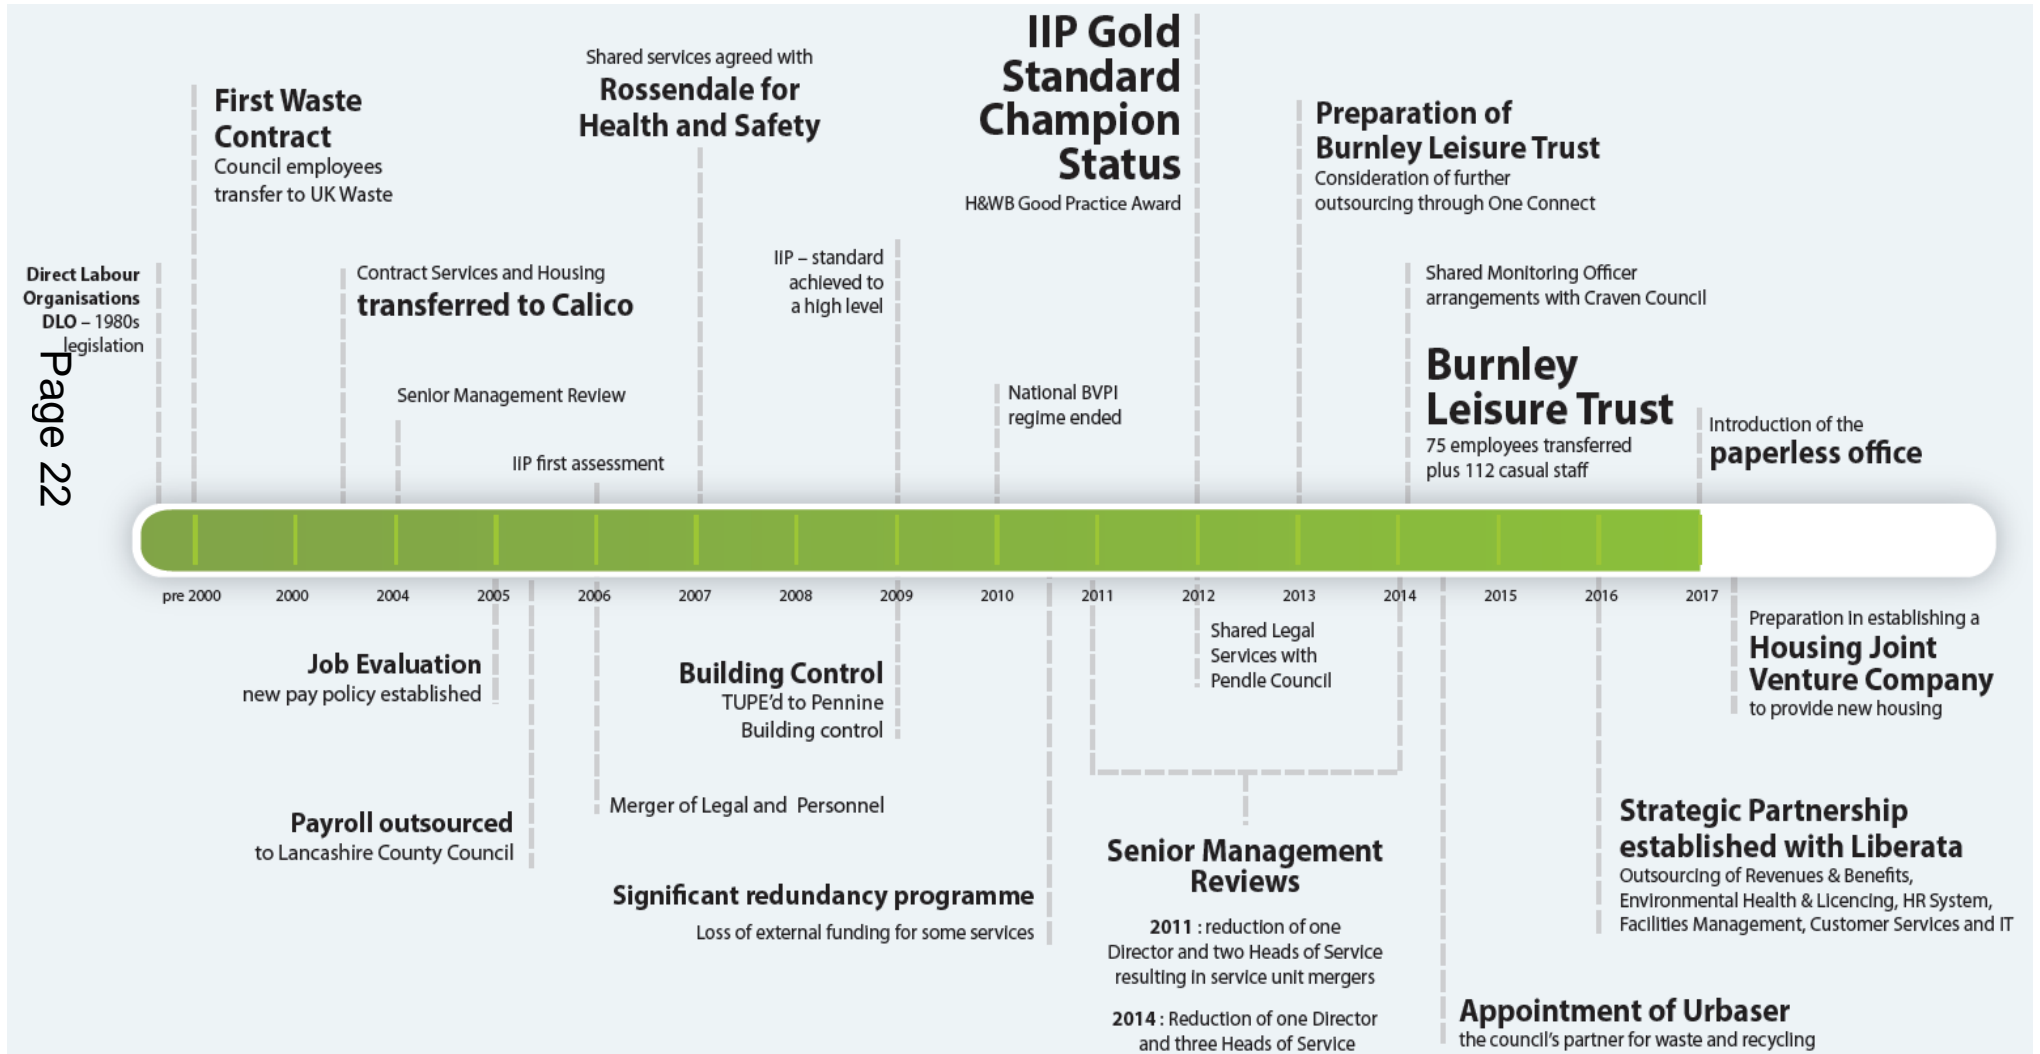 Direct Labour
Organisations
DLO – 1980s
legislation
Page 22
First Waste
Contract
Council employees
transfer to UK Waste
Contract Services and Housing
transferred to Calico
Senior Management Review
IIP first assessment
Shared services agreed with
Rossendale for
Health and Safety
IIP – standard
achieved to
a high level
National BVPI
regime ended
IIP Gold
Standard
Champion
Status
H&WB Good Practice Award
Preparation of
Burnley Leisure Trust
Consideration of further
outsourcing through One Connect
Shared Monitoring Officer
arrangements with Craven Council
Burnley
Leisure Trust
75 employees transferred
plus 112 casual staff
Introduction of the
paperless office
pre 2000 2000 2004 2005 2006 2007 2008 2009 2010 2011 2012 2013 2014 2015 2016 2017
Job Evaluation
new pay policy established
Payroll outsourced
to Lancashire County Council
Merger of Legal and Personnel
Building Control
TUPE'd to Pennine
Building control
Significant redundancy programme
Loss of external funding for some services
Senior Management
Reviews
2011 : reduction of one
Director and two Heads of Service
resulting in service unit mergers
2014 : Reduction of one Director
and three Heads of Service
Shared Legal
Services with
Pendle Council
Appointment of Urbaser
the council's partner for waste and recycling
Strategic Partnership
established with Liberata
Outsourcing of Revenues & Benefits,
Environmental Health & Licencing, HR System,
Facilities Management, Customer Services and IT
Preparation in establishing a
Housing Joint
Venture Company
to provide new housing